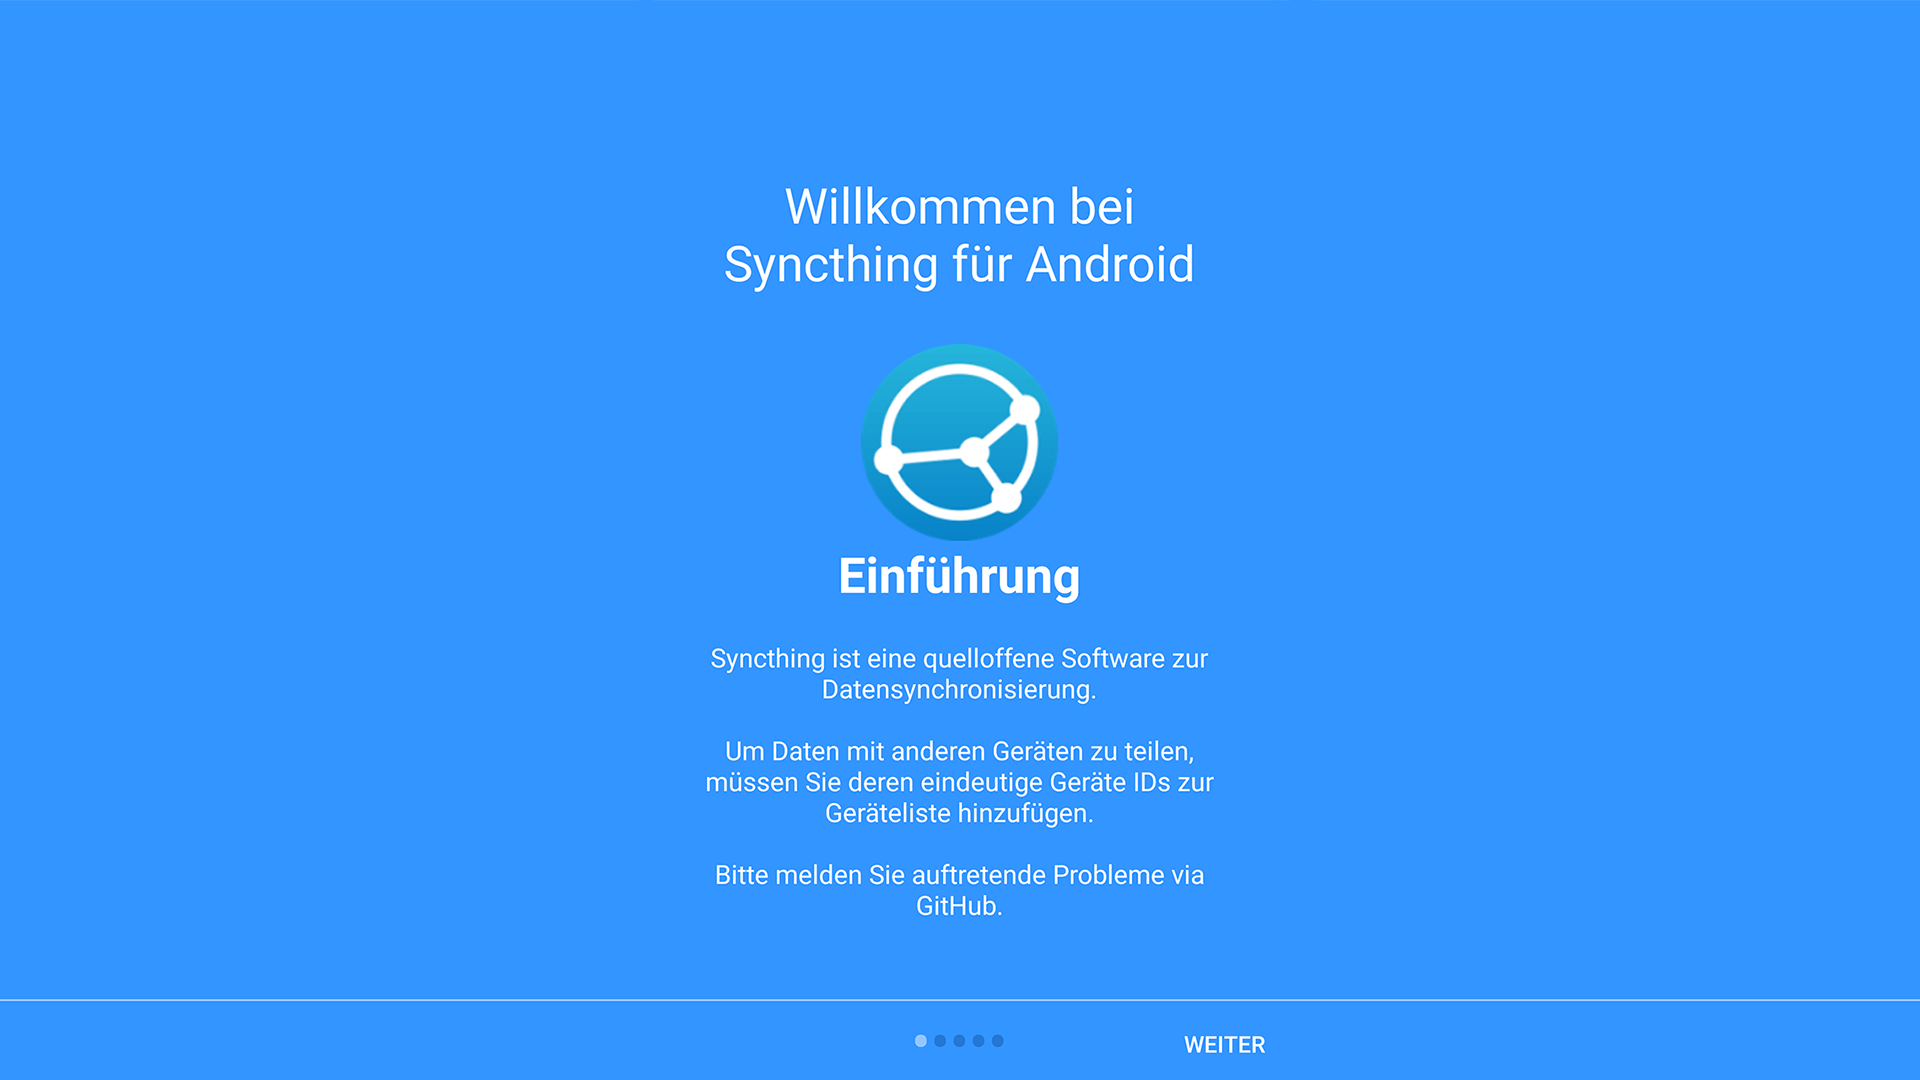 Willkommen bei
Syncthing für Android
Einführung
Syncthing ist eine quelloffene Software zur
Datensynchronisierung.
Um Daten mit anderen Geräten zu teilen,
müssen Sie deren eindeutige Geräte IDs zur
Geräteliste hinzufügen.
Bitte melden Sie auftretende Probleme via
GitHub.
WEITER